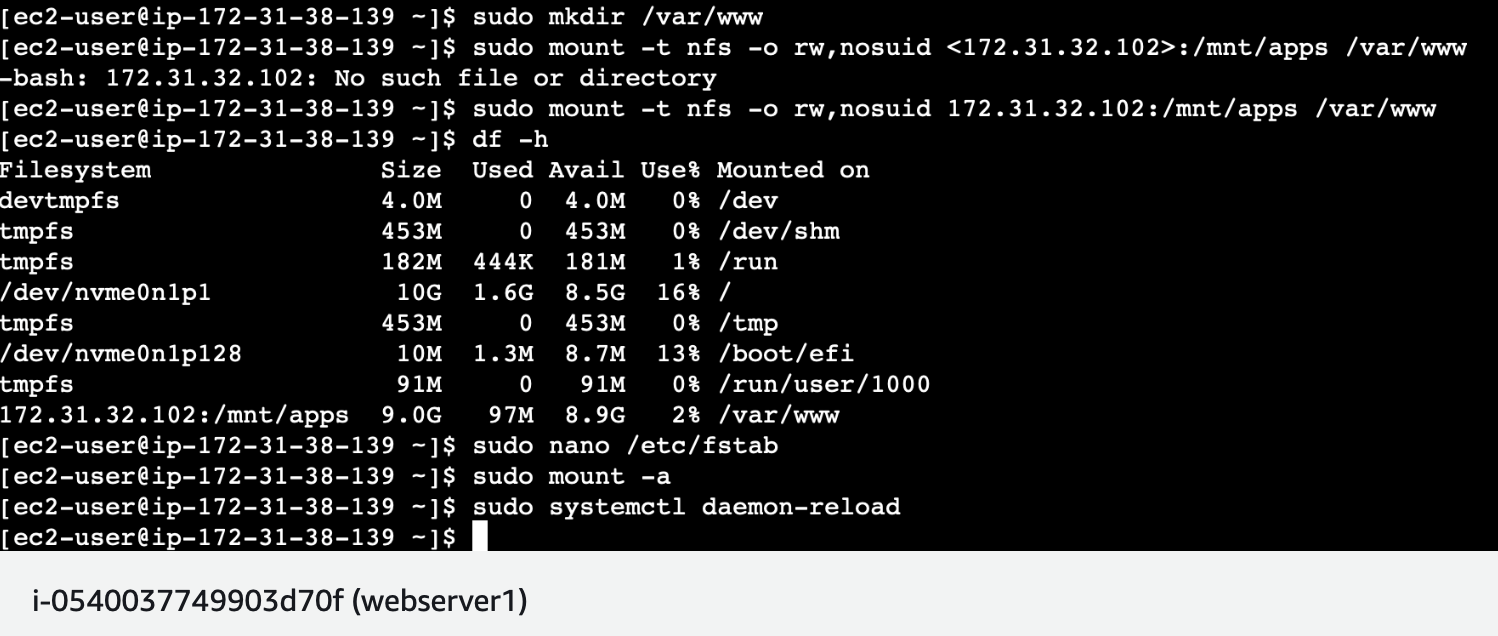 [ec2-user@ip-172-31-38-139 ~]$ sudo mkdir /var/www
[ec2-user@ip-172-31-38-139 ~]$ sudo mount -t nfs -o rw,nosuid <172.31.32.102>:/mnt/apps /var/www
-bash: 172.31.32.102: No such file or directory
[ec2-user@ip-172-31-38-139 ~]$ sudo mount -t nfs -o rw,nosuid 172.31.32.102:/mnt/apps /var/www
[ec2-user@ip-172-31-38-139 ~]$ df -h
Filesystem               Size  Used Avail Use% Mounted on
devtmpfs                 4.0M     0  4.0M   0% /dev
tmpfs                    453M     0  453M   0% /dev/shm
tmpfs                    182M  444K  181M   1% /run
/dev/nvme0n1p1            10G  1.6G  8.5G  16% /
tmpfs                    453M     0  453M   0% /tmp
/dev/nvme0n1p128          10M  1.3M  8.7M  13% /boot/efi
tmpfs                     91M     0   91M   0% /run/user/1000
172.31.32.102:/mnt/apps  9.0G   97M  8.9G   2% /var/www
[ec2-user@ip-172-31-38-139 ~]$ sudo nano /etc/fstab
[ec2-user@ip-172-31-38-139 ~]$ sudo mount -a
[ec2-user@ip-172-31-38-139 ~]$ sudo systemctl daemon-reload
[ec2-user@ip-172-31-38-139 ~]$
i-0540037749903d70f (webserver1)